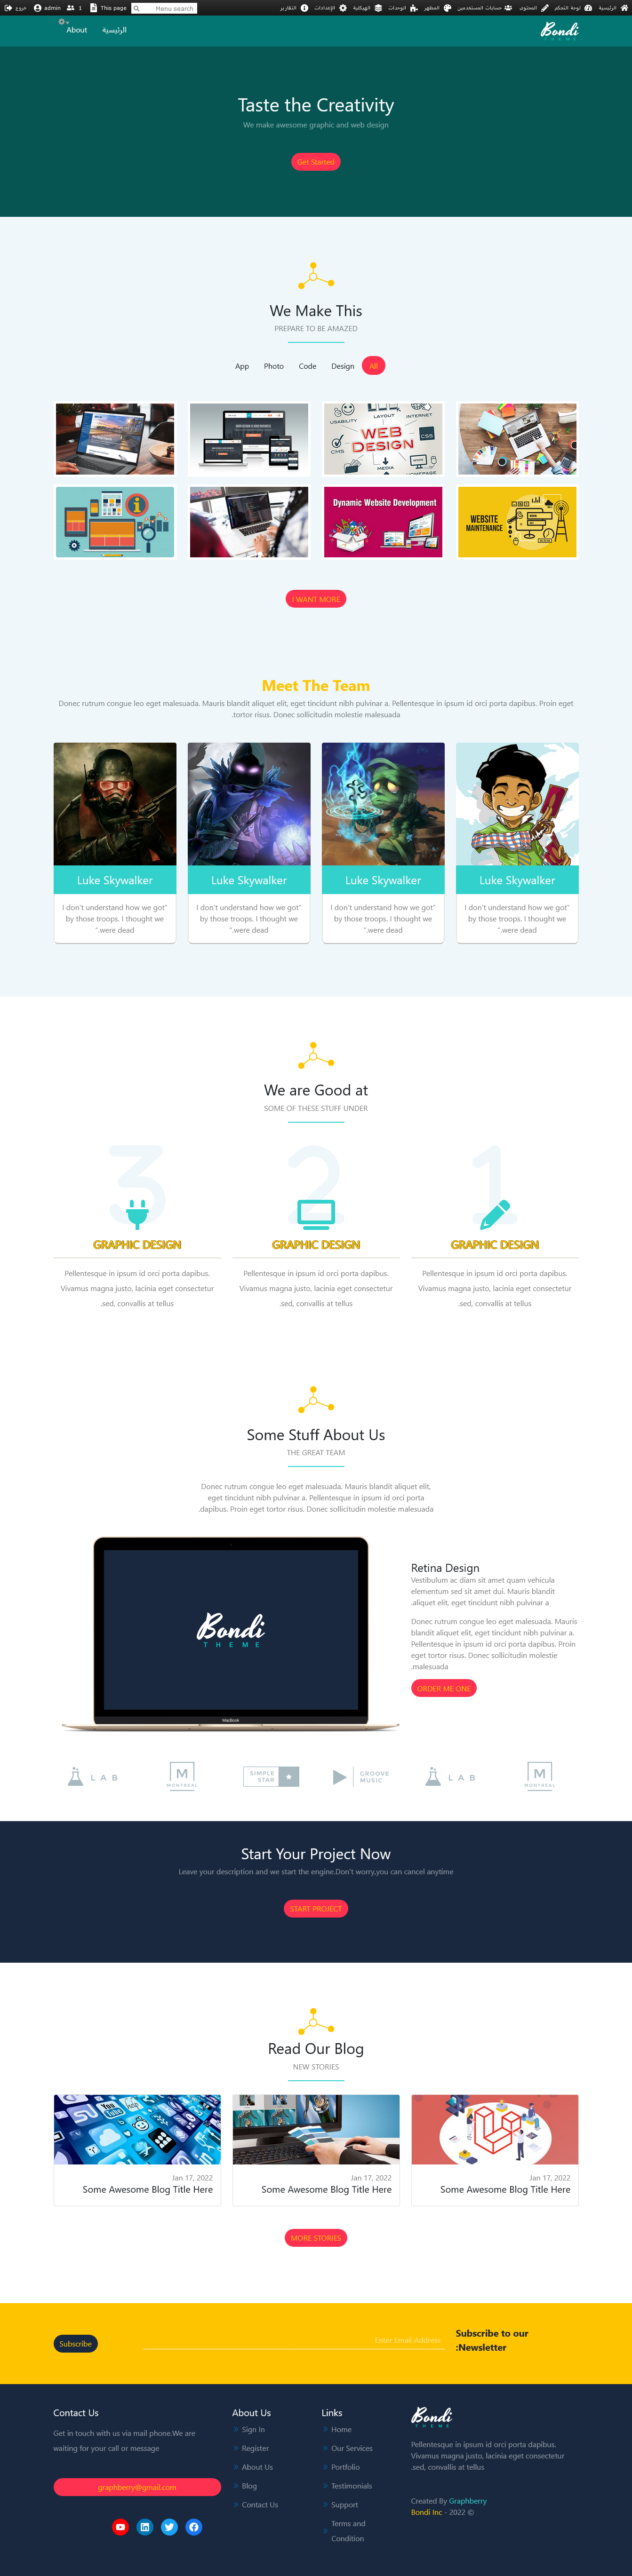 الرئيسية
لوحة التحكم
المحتوى
حسابات المستخدمين
المظهر
الوحدات
الهيكلية
الإعدادات
التقارير
Menu search
This page
1
admin
خروج
Bondi
THEME
الرئيسية
About
Taste the Creativity
We make awesome graphic and web design
Get Started
We Make This
PREPARE TO BE AMAZED
All
Design
Code
Photo
App
USABILITY
LAYOUT
INTERNET
WEB
DESIGN
CMS
CSS
MEDIA
HOMEPAGE
Dynamic Website Development
WEBSITE
MAINTENANCE
I WANT MORE
Meet The Team
Donec rutrum congue leo eget malesuada. Mauris blandit aliquet elit, eget tincidunt nibh pulvinar a. Pellentesque in ipsum id orci porta dapibus. Proin eget
.tortor risus. Donec sollicitudin molestie malesuada
Luke Skywalker
I don't understand how we got"
by those troops. I thought we
".were dead
Luke Skywalker
I don't understand how we got"
by those troops. I thought we
".were dead
Luke Skywalker
I don't understand how we got"
by those troops. I thought we
".were dead
Luke Skywalker
I don't understand how we got"
by those troops. I thought we
".were dead
We are Good at
SOME OF THESE STUFF UNDER
1
GRAPHIC DESIGN
Pellentesque in ipsum id orci porta dapibus.
Vivamus magna justo, lacinia eget consectetur
.sed, convallis at tellus
2
GRAPHIC DESIGN
Pellentesque in ipsum id orci porta dapibus.
Vivamus magna justo, lacinia eget consectetur
.sed, convallis at tellus
3
GRAPHIC DESIGN
Pellentesque in ipsum id orci porta dapibus.
Vivamus magna justo, lacinia eget consectetur
.sed, convallis at tellus
Some Stuff About Us
THE GREAT TEAM
Donec rutrum congue leo eget malesuada. Mauris blandit aliquet elit,
eget tincidunt nibh pulvinar a. Pellentesque in ipsum id orci porta
.dapibus. Proin eget tortor risus. Donec sollicitudin molestie malesuada
Retina Design
Vestibulum ac diam sit amet quam vehicula
elementum sed sit amet dui. Mauris blandit
.aliquet elit, eget tincidunt nibh pulvinar a
Donec rutrum congue leo eget malesuada. Mauris
blandit aliquet elit, eget tincidunt nibh pulvinar a.
Pellentesque in ipsum id orci porta dapibus. Proin
eget tortor risus. Donec sollicitudin molestie
.malesuada
ORDER ME ONE
Bondi
THEME
MacBook
M
MONTREAL
LAB
GROOVE
MUSIC
SIMPLE
STAR
M
MONTREAL
LAB
Start Your Project Now
Leave your description and we start the engine.Don't worry,you can cancel anytime
START PROJECT
Read Our Blog
NEW STORIES
Jan 17, 2022
Some Awesome Blog Title Here
Jan 17, 2022
Some Awesome Blog Title Here
Jan 17, 2022
Some Awesome Blog Title Here
MORE STORIES
Subscribe to our
:Newsletter
Enter Email Address
Subscribe
Bondi
THEME
Pellentesque in ipsum id orci porta dapibus.
Vivamus magna justo, lacinia eget consectetur
.sed, convallis at tellus
Created By Graphberry
Bondi Inc - 2022 ©
Links
Home
Our Services
Portfolio
Testimonials
Support
Terms and
Condition
About Us
Sign In
Register
About Us
Blog
Contact Us
Contact Us
Get in touch with us via mail phone.We are
waiting for your call or message
graphberry@gmail.com